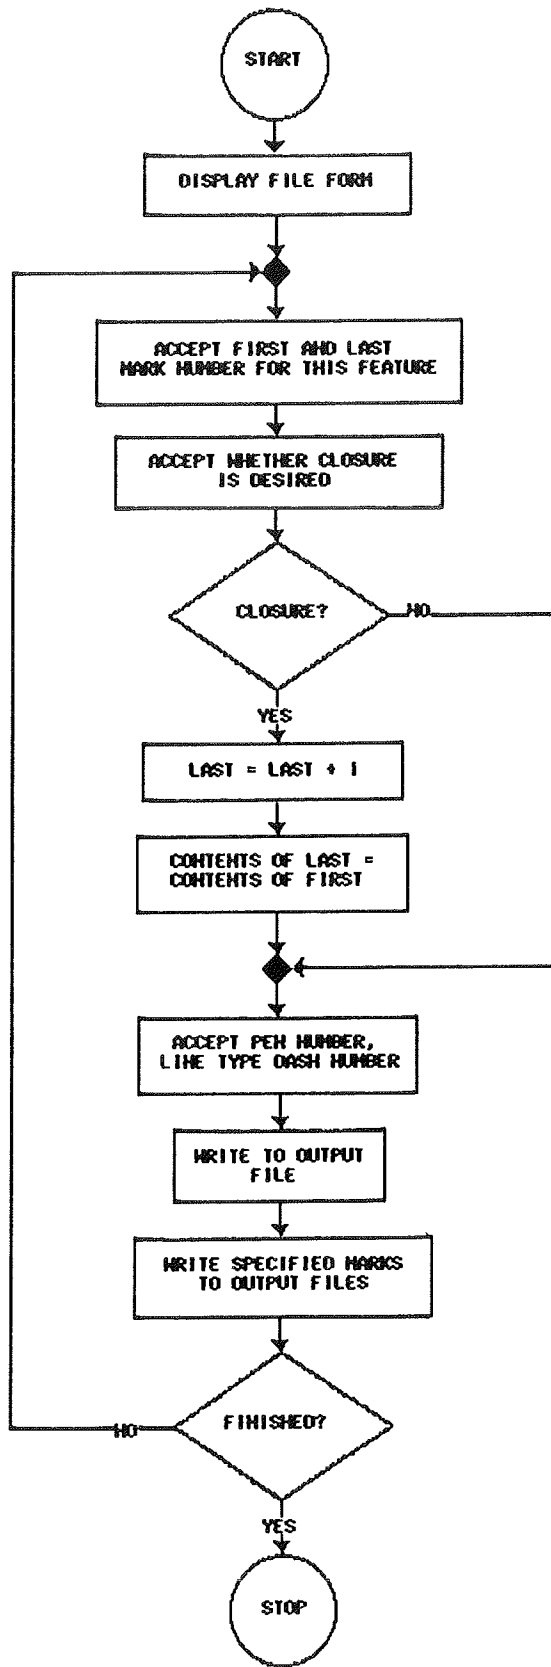 START
DISPLAY FILE FORM
ACCEPT FIRST AND LAST
MARK NUMBER FOR THIS FEATURE
ACCEPT WHETHER CLOSURE
IS DESIRED
CLOSURE?
NO
YES
LAST = LAST + 1
CONTENTS OF LAST =
CONTENTS OF FIRST
ACCEPT PEN NUMBER,
LINE TYPE DASH NUMBER
WRITE TO OUTPUT
FILE
WRITE SPECIFIED MARKS
TO OUTPUT FILES
FINISHED?
NO
YES
STOP